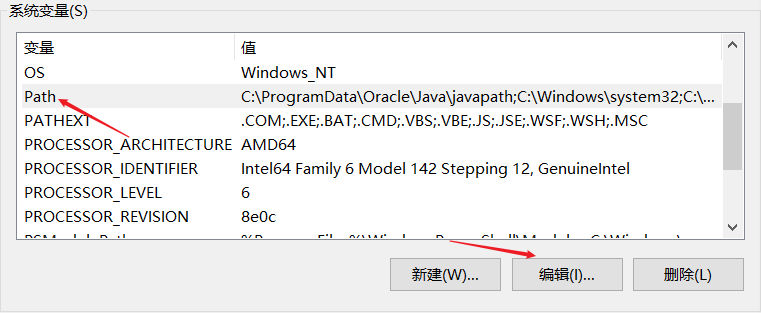 系统变量(S)
变量 值
OS Windows_NT
Path C:\ProgramData\Oracle\Java\javapath;C:\Windows\system32;C:\...
PATHEXT .COM;.EXE;.BAT;.CMD;.VBS;.VBE;.JS;.JSE;.WSF;.WSH;.MSC
PROCESSOR_ARCHITECTURE AMD64
PROCESSOR_IDENTIFIER Intel64 Family 6 Model 142 Stepping 12, GenuineIntel
PROCESSOR_LEVEL 6
PROCESSOR_REVISION 8e0c
新建(W)... 编辑(I)... 删除(L)